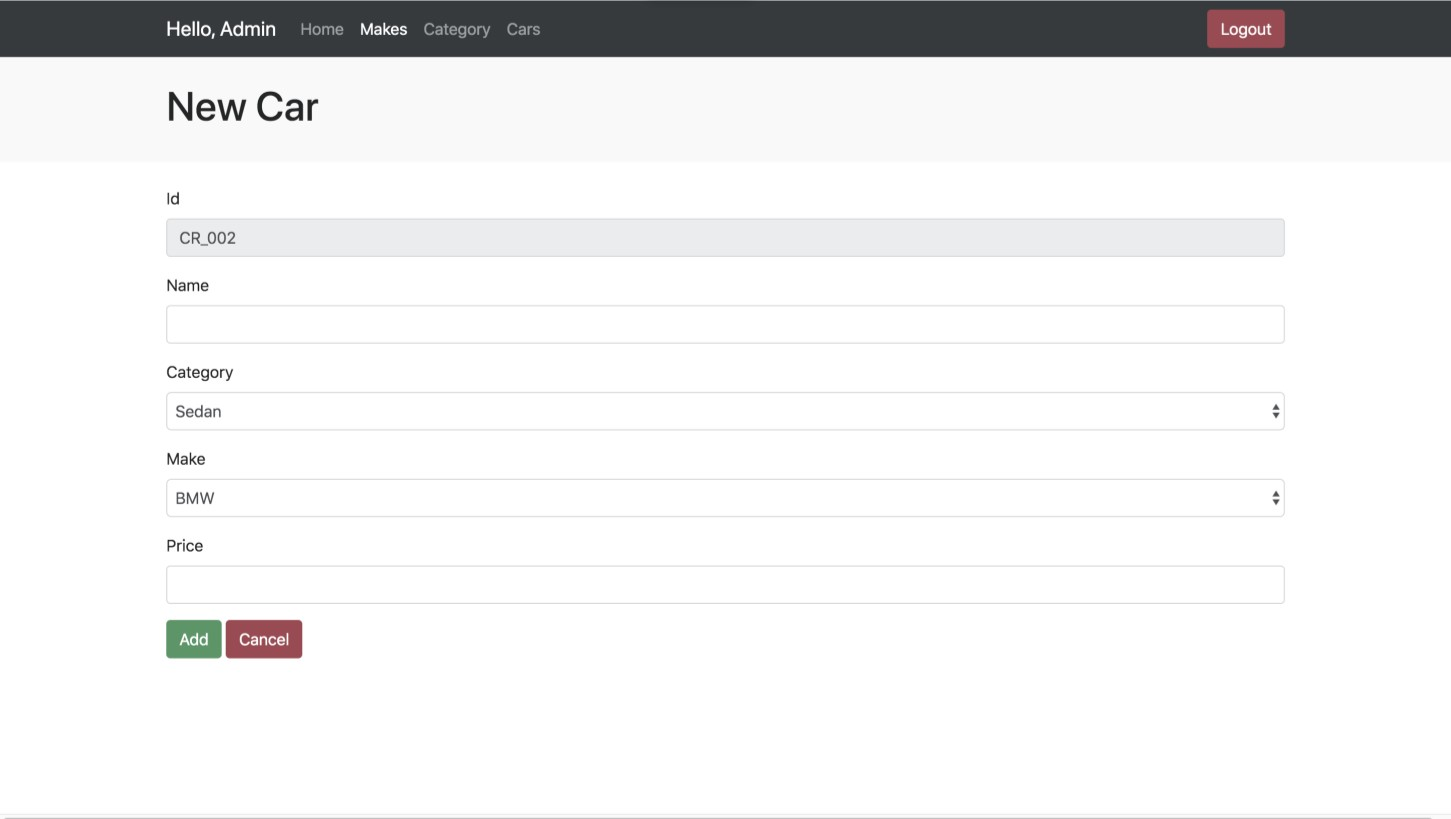 Hello, Admin Home Makes Category Cars Logout
New Car
Id
CR_002
Name
Category
Sedan
Make
BMW
Price
Add Cancel